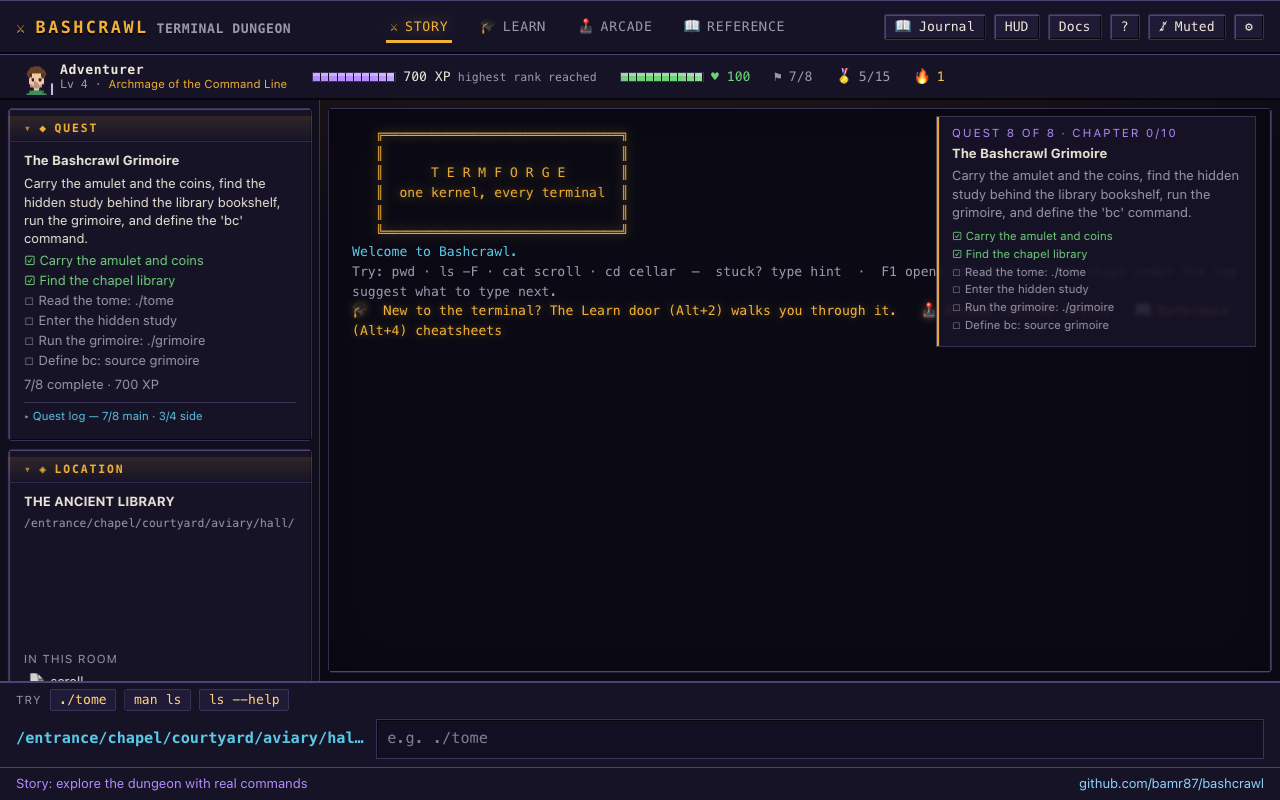 ⚔ BASHCRAWL TERMINAL DUNGEON
⚔ STORY
🎓 LEARN
🕹 ARCADE
📖 REFERENCE
📖 Journal
HUD
Docs
?
Muted
⚙
Adventurer
Lv 4 · Archmage of the Command Line
700 XP highest rank reached
♥ 100
⚑ 7/8
🏅 5/15
🔥 1
▾ ◆ QUEST
The Bashcrawl Grimoire
Carry the amulet and the coins, find the
hidden study behind the library bookshelf,
run the grimoire, and define the 'bc'
command.
☑ Carry the amulet and coins
☑ Find the chapel library
☐ Read the tome: ./tome
☐ Enter the hidden study
☐ Run the grimoire: ./grimoire
☐ Define bc: source grimoire
7/8 complete · 700 XP
▸ Quest log — 7/8 main · 3/4 side
▾ ◈ LOCATION
THE ANCIENT LIBRARY
/entrance/chapel/courtyard/aviary/hall/
IN THIS ROOM
scroll
T E R M F O R G E
one kernel, every terminal
Welcome to Bashcrawl.
Try: pwd · ls –F · cat scroll · cd cellar — stuck? type hint · F1 open
suggest what to type next.
🎓 New to the terminal? The Learn door (Alt+2) walks you through it. 🕹
(Alt+4) cheatsheets
QUEST 8 OF 8 · CHAPTER 0/10
The Bashcrawl Grimoire
Carry the amulet and the coins, find the hidden
study behind the library bookshelf, run the
grimoire, and define the 'bc' command.
☑ Carry the amulet and coins
☑ Find the chapel library
☐ Read the tome: ./tome
☐ Enter the hidden study
☐ Run the grimoire: ./grimoire
☐ Define bc: source grimoire
TRY
./tome
man ls
ls --help
/entrance/chapel/courtyard/aviary/hal…
e.g. ./tome
Story: explore the dungeon with real commands
github.com/bamr87/bashcrawl